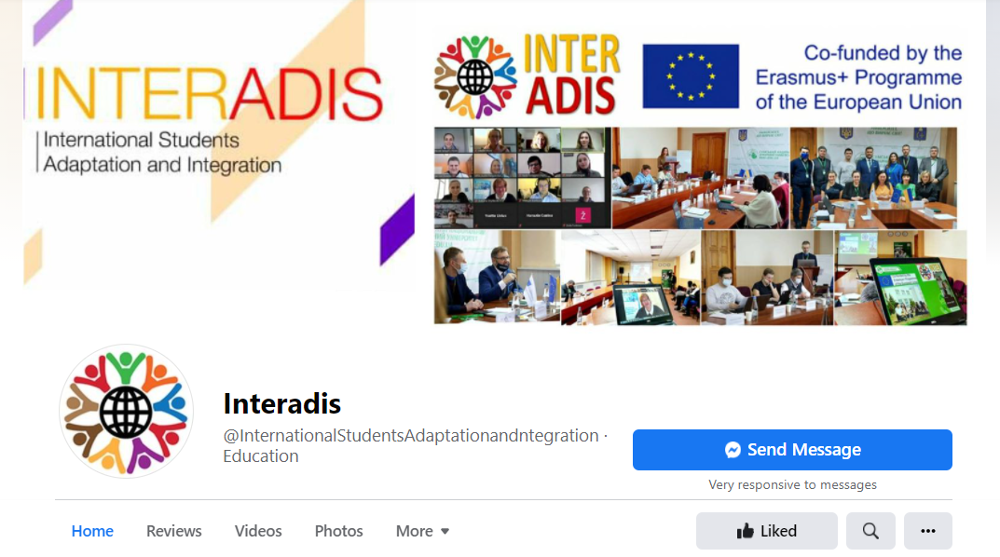 INTERADIS
International Students
Adaptation and Integration
INTER
ADIS
Co-funded by the
Erasmus+ Programme
of the European Union
Ž
Interadis
@InternationalStudentsAdaptationandntegration ·
Education
Send Message
Very responsive to messages
Home
Reviews
Videos
Photos
More
Liked